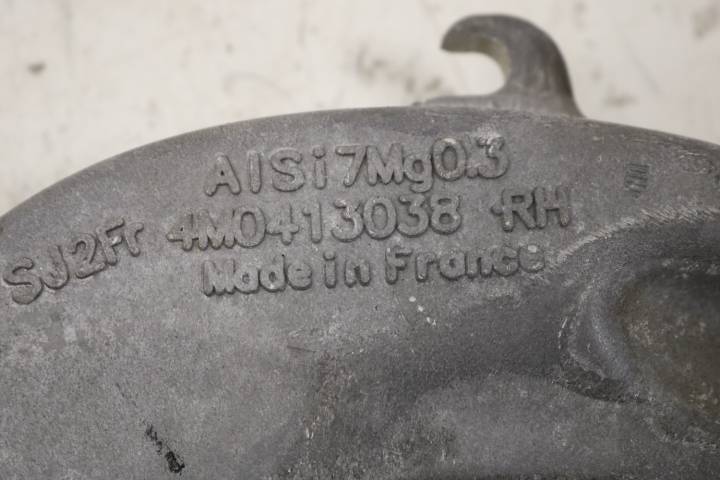 AlSi7Mg0.3
SJ2Fr 4M0413038 RH
Made in France